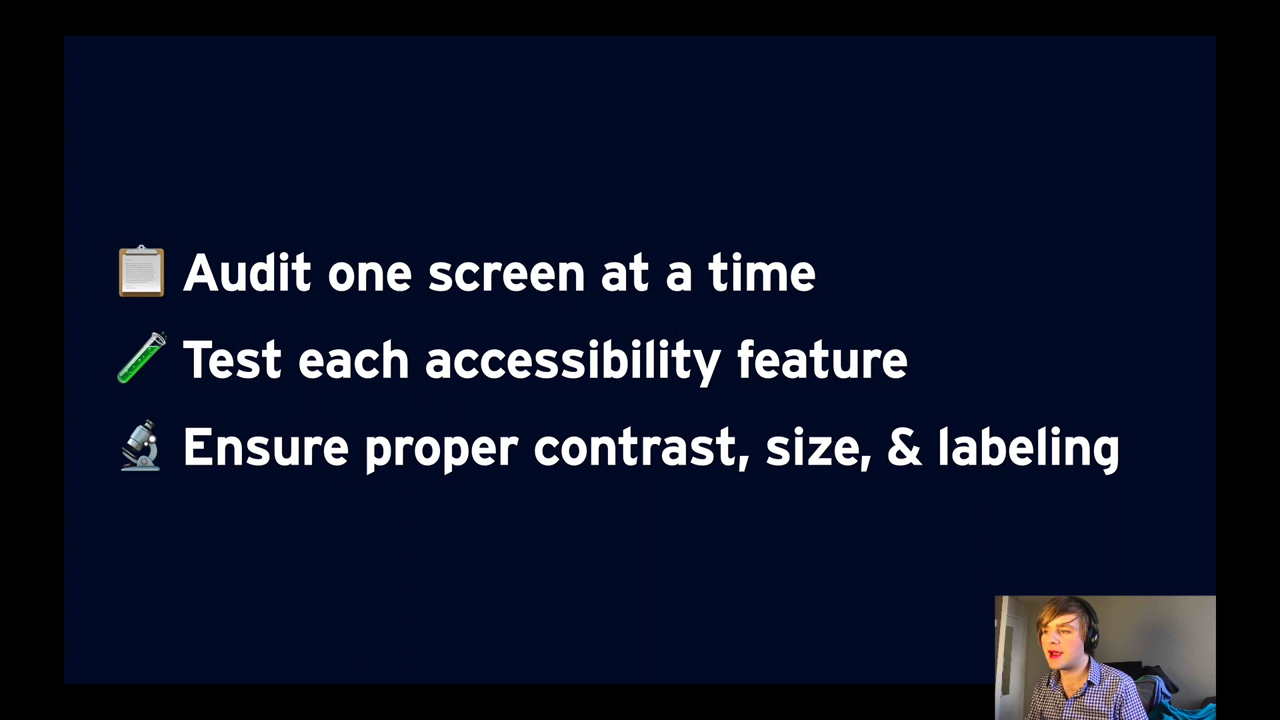 Audit one screen at a time
Test each accessibility feature
Ensure proper contrast, size, & labeling